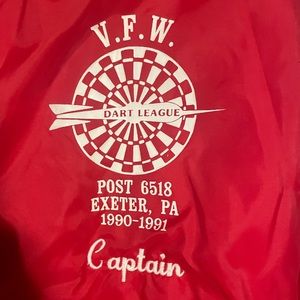 V.F.W.
DART LEAGUE
POST 6518
EXETER, PA
1990-1991
Captain